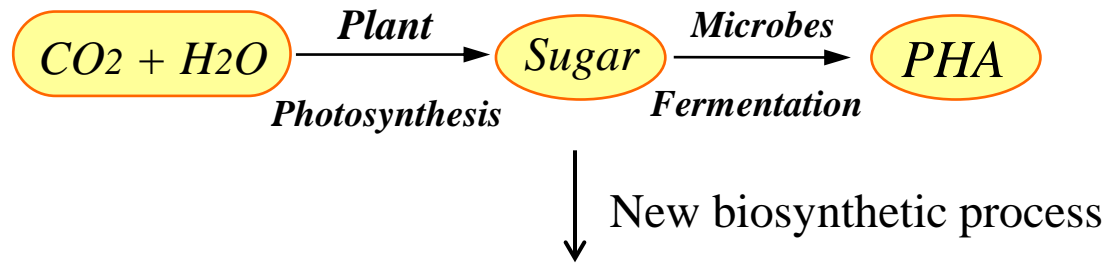 Plant
Microbes
CO2 + H2O
Sugar
PHA
Photosynthesis
Fermentation
New biosynthetic process